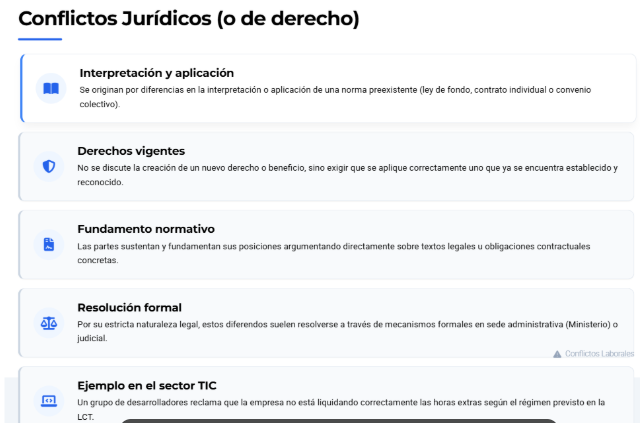 Conflictos Jurídicos (o de derecho)
Interpretación y aplicación
Se originan por diferencias en la interpretación o aplicación de una norma preexistente (ley de fondo, contrato individual o convenio
colectivo).
Derechos vigentes
No se discute la creación de un nuevo derecho o beneficio, sino exigir que se aplique correctamente uno que ya se encuentra establecido y
reconocido.
Fundamento normativo
Las partes sustentan y fundamentan sus posiciones argumentando directamente sobre textos legales u obligaciones contractuales
concretas.
Resolución formal
Por su estricta naturaleza legal, estos diferendos suelen resolverse a través de mecanismos formales en sede administrativa (Ministerio) o
judicial.
Conflictos Laborales
Ejemplo en el sector TIC
Un grupo de desarrolladores reclama que la empresa no está liquidando correctamente las horas extras según el régimen previsto en la
LCT.